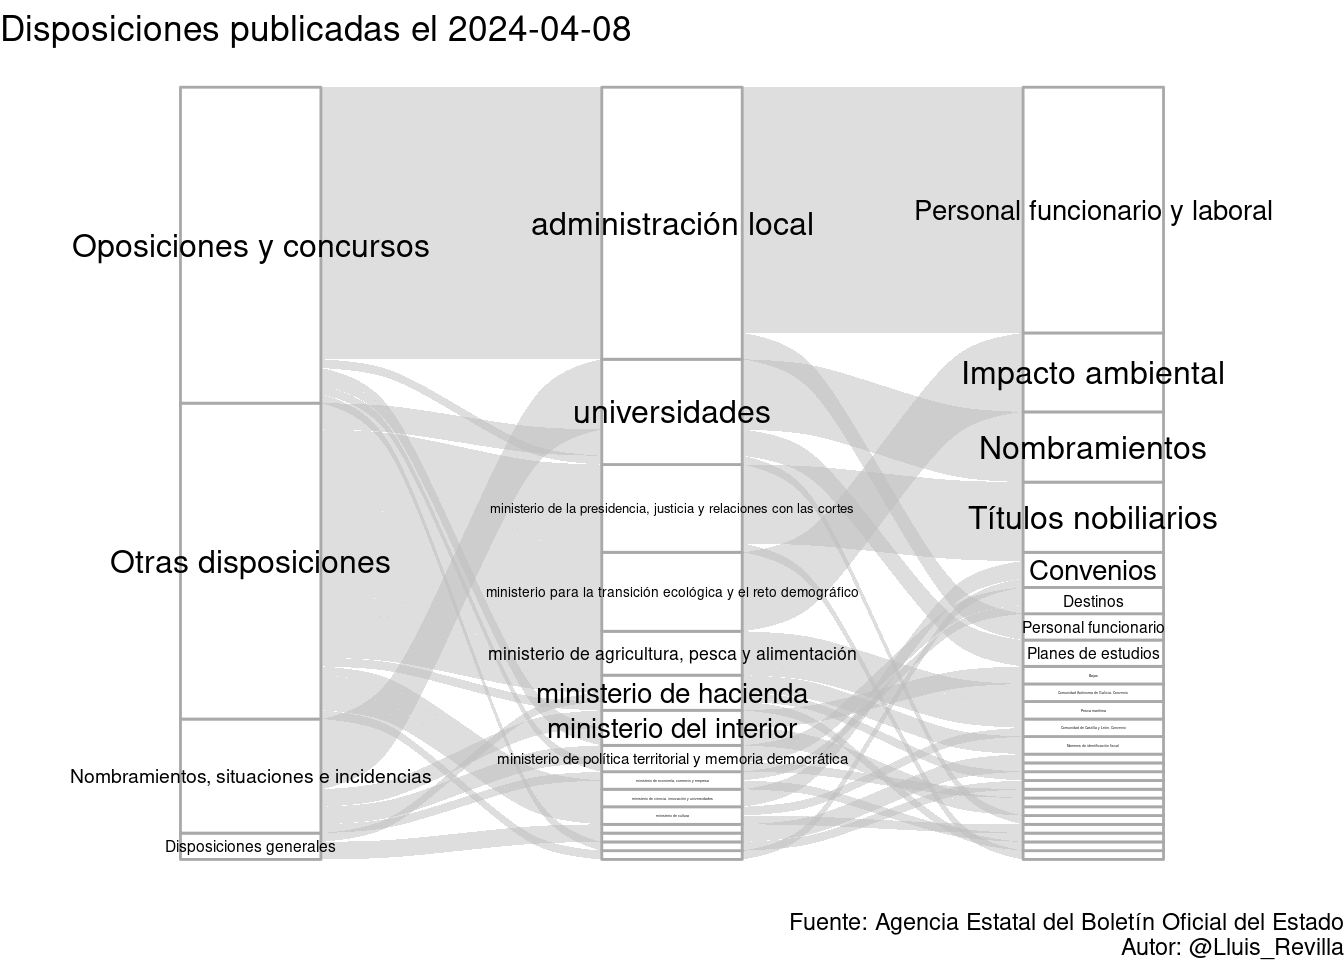 Disposiciones publicadas el 2024-04-08
Oposiciones y concursos
Otras disposiciones
Nombramientos, situaciones e incidencias
Disposiciones generales
administración local
universidades
ministerio de la presidencia, justicia y relaciones con las cortes
ministerio para la transición ecológica y el reto demográfico
ministerio de agricultura, pesca y alimentación
ministerio de hacienda
ministerio del interior
ministerio de política territorial y memoria democrática
ministerio de economía, comercio y empresa
ministerio de ciencia, innovación y universidades
ministerio de cultura
Personal funcionario y laboral
Impacto ambiental
Nombramientos
Títulos nobiliarios
Convenios
Destinos
Personal funcionario
Planes de estudios
Bajas
Comunidad Autónoma de Galicia. Convenio
Pesca marítima
Comunidad de Castilla y León. Convenio
Número de identificación fiscal
Fuente: Agencia Estatal del Boletín Oficial del Estado
Autor: @Lluis_Revilla